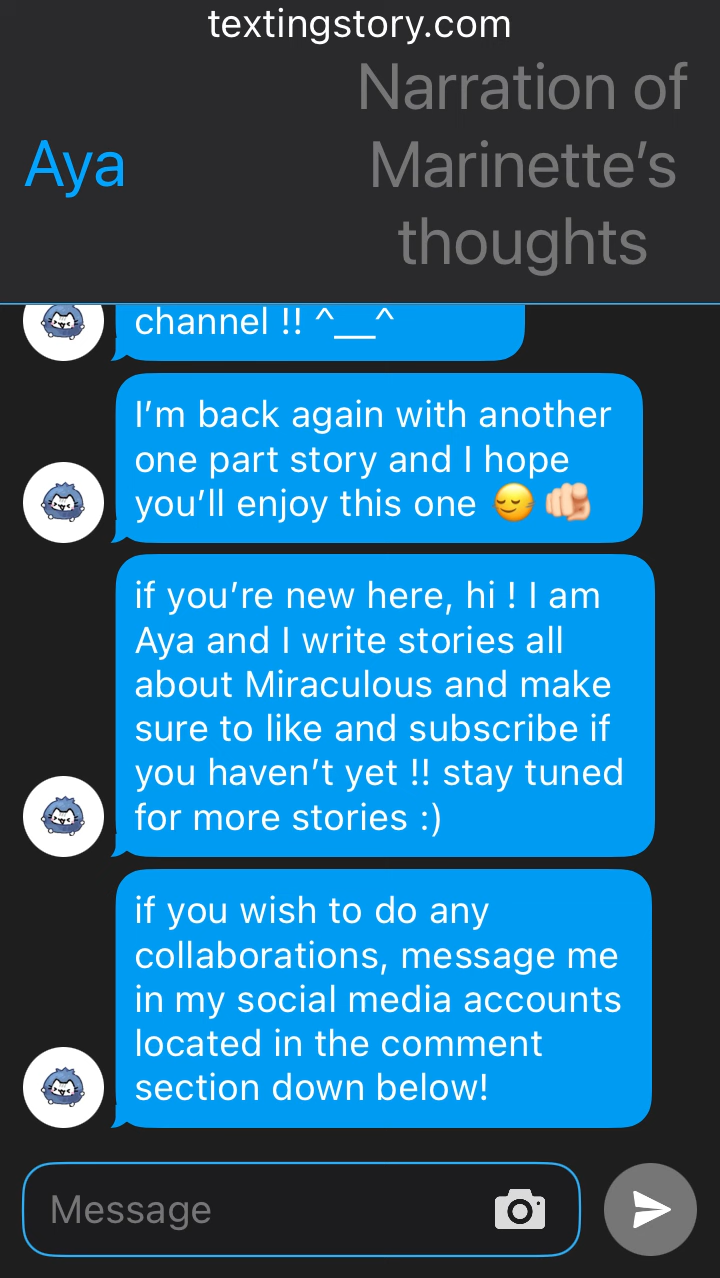 textingstory.com
Narration of
Marinette’s
thoughts
Aya
channel !! ^__^
I’m back again with another
one part story and I hope
you’ll enjoy this one 😌🫵🏻
if you’re new here, hi ! I am
Aya and I write stories all
about Miraculous and make
sure to like and subscribe if
you haven’t yet !! stay tuned
for more stories :)
if you wish to do any
collaborations, message me
in my social media accounts
located in the comment
section down below!
Message